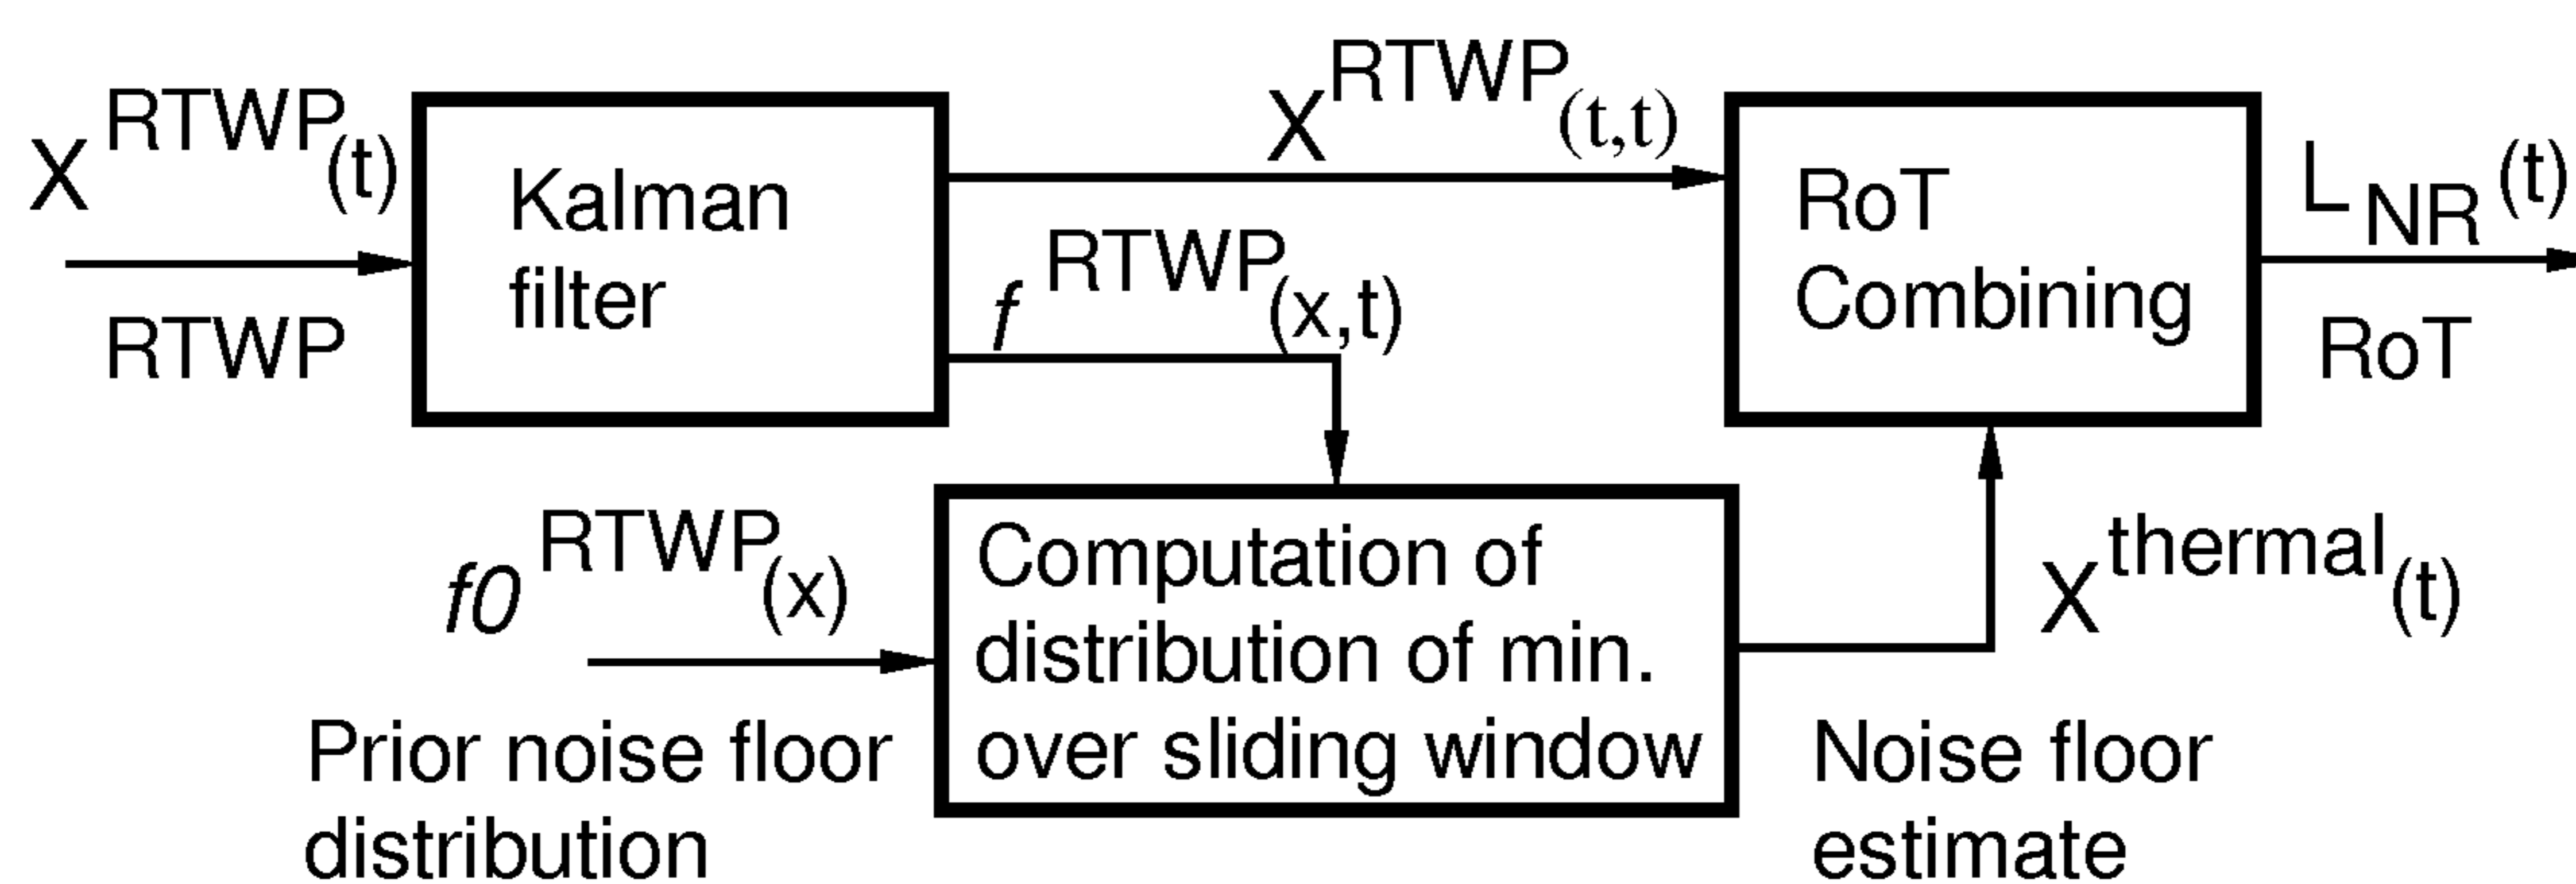 X RTWP (t)
RTWP
Kalman
filter
X RTWP (t,t)
f RTWP (x,t)
RoT
Combining
L NR (t)
RoT
f0 RTWP (x)
Prior noise floor
distribution
Computation of
distribution of min.
over sliding window
X thermal (t)
Noise floor
estimate